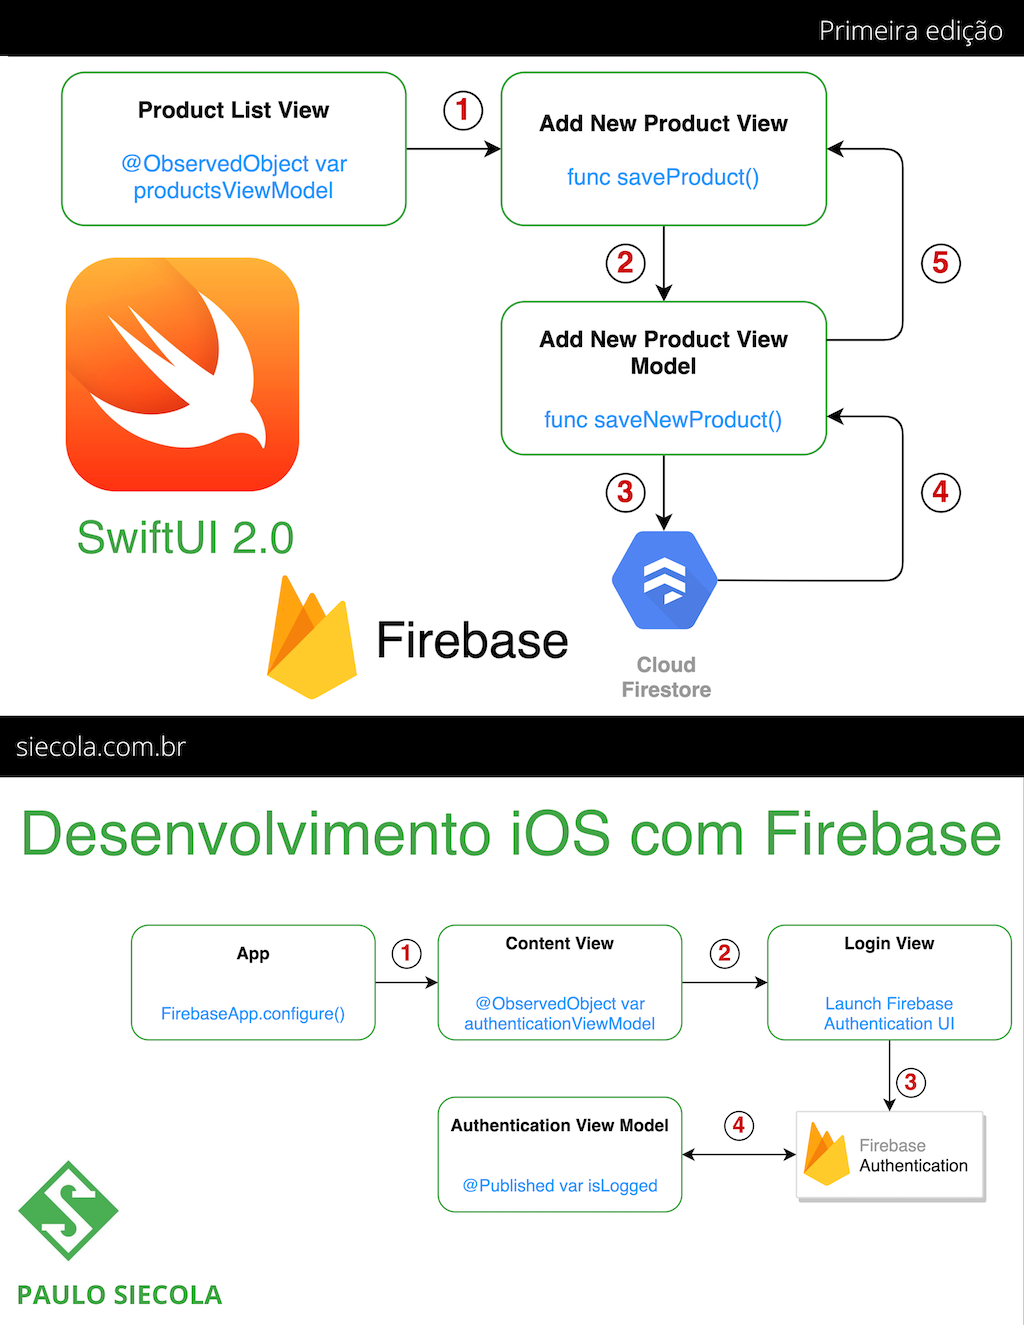 Primeira edição
Product List View
@ObservedObject var
productsViewModel
1
Add New Product View
func saveProduct()
2
5
Add New Product View
Model
func saveNewProduct()
3
4
SwiftUI 2.0
Firebase
Cloud
Firestore
siecola.com.br
Desenvolvimento iOS com Firebase
App
FirebaseApp.configure()
1
Content View
@ObservedObject var
authenticationViewModel
2
Login View
Launch Firebase
Authentication UI
3
Authentication View Model
@Published var isLogged
4
Firebase
Authentication
S
PAULO SIECOLA